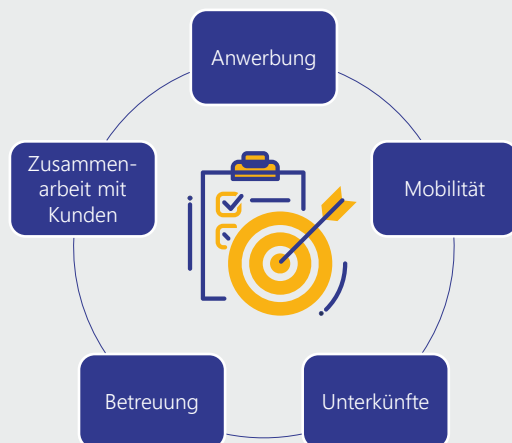 Anwerbung
Mobilität
Unterkünfte
Betreuung
Zusammen-
arbeit mit
Kunden